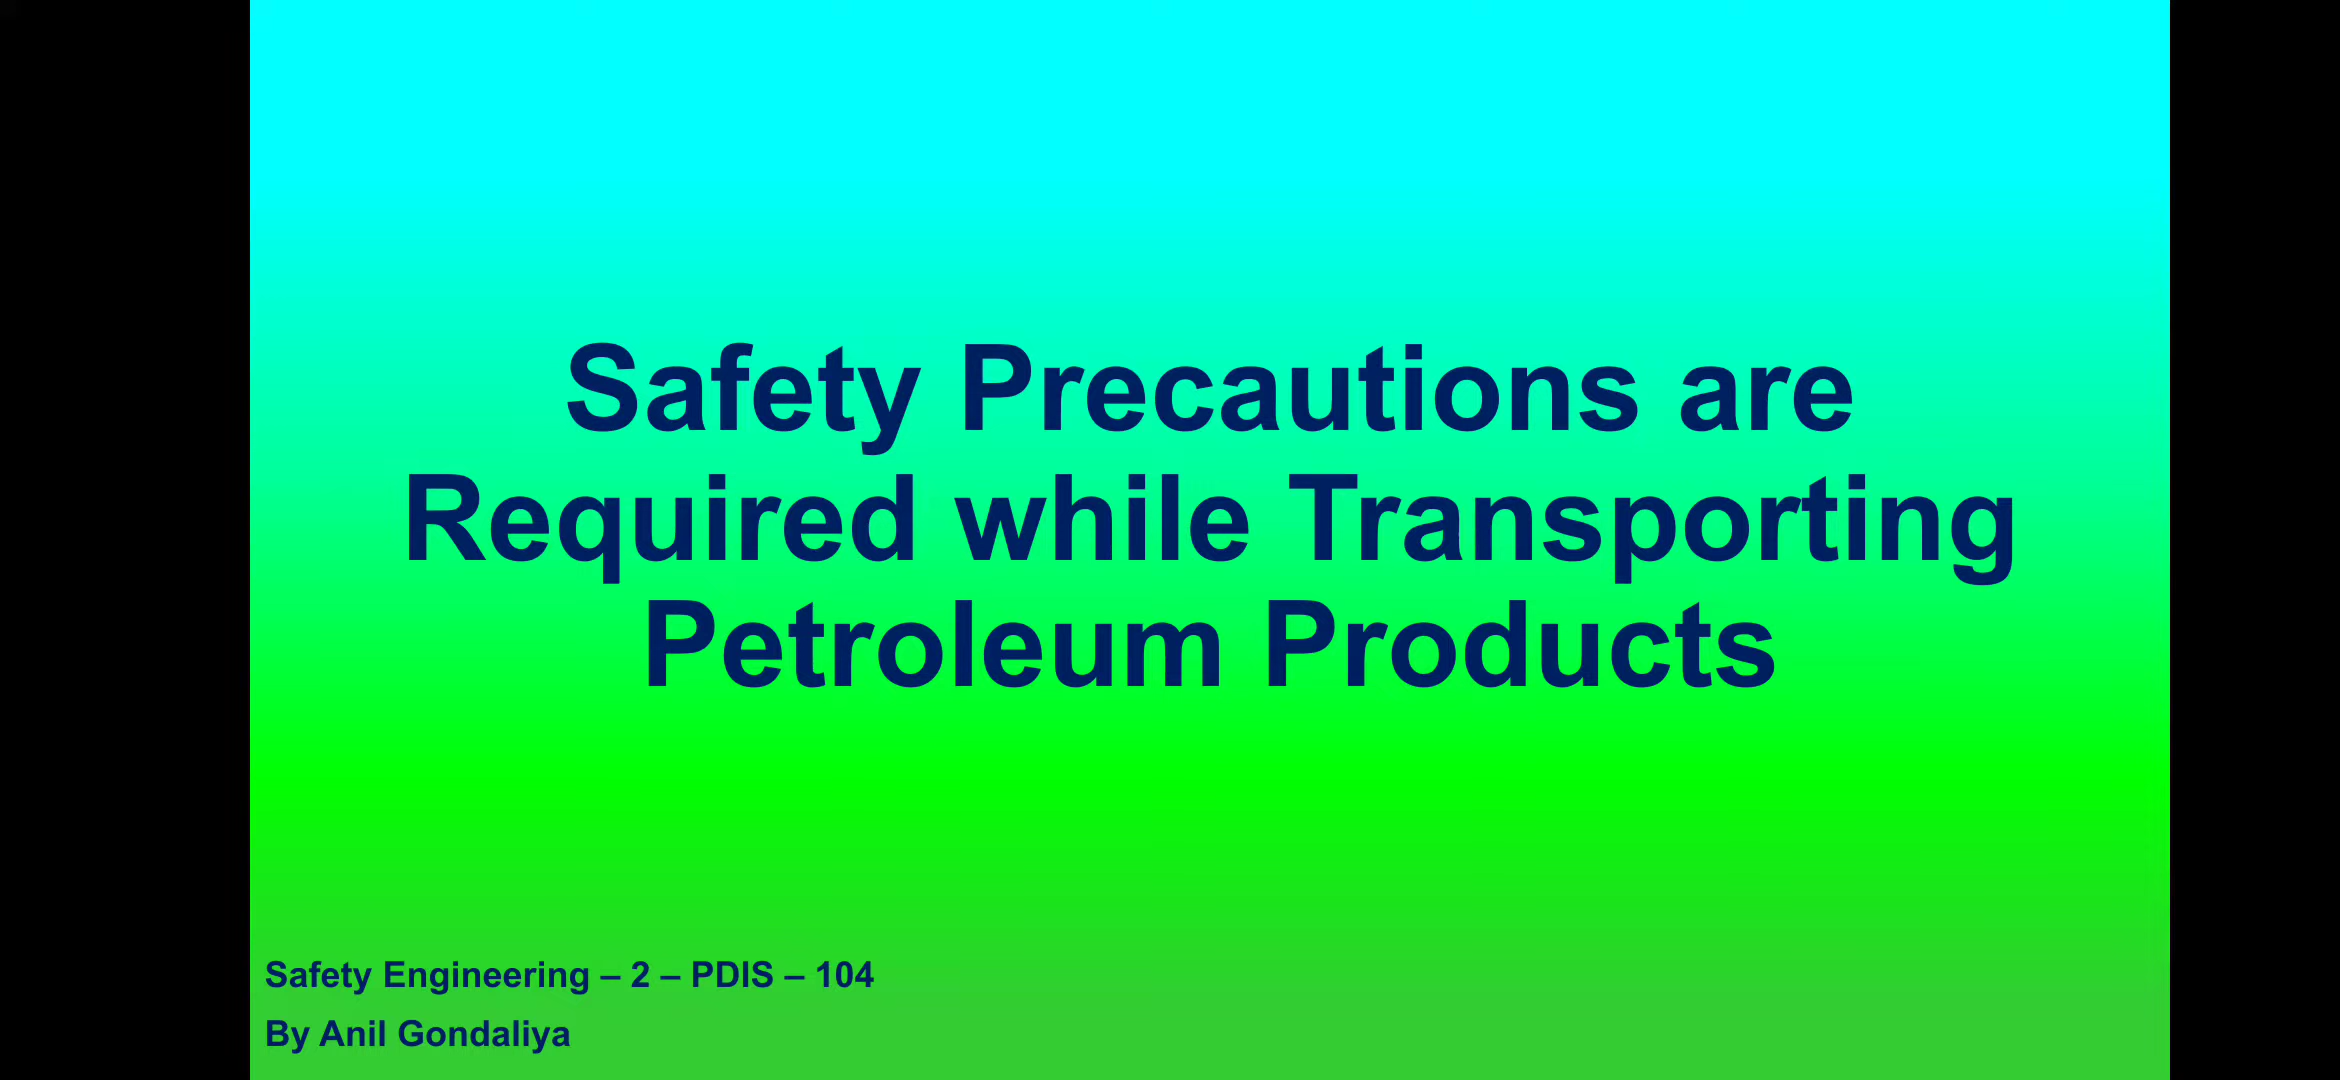 Safety Precautions are
Required while Transporting
Petroleum Products
Safety Engineering – 2 – PDIS – 104
By Anil Gondaliya